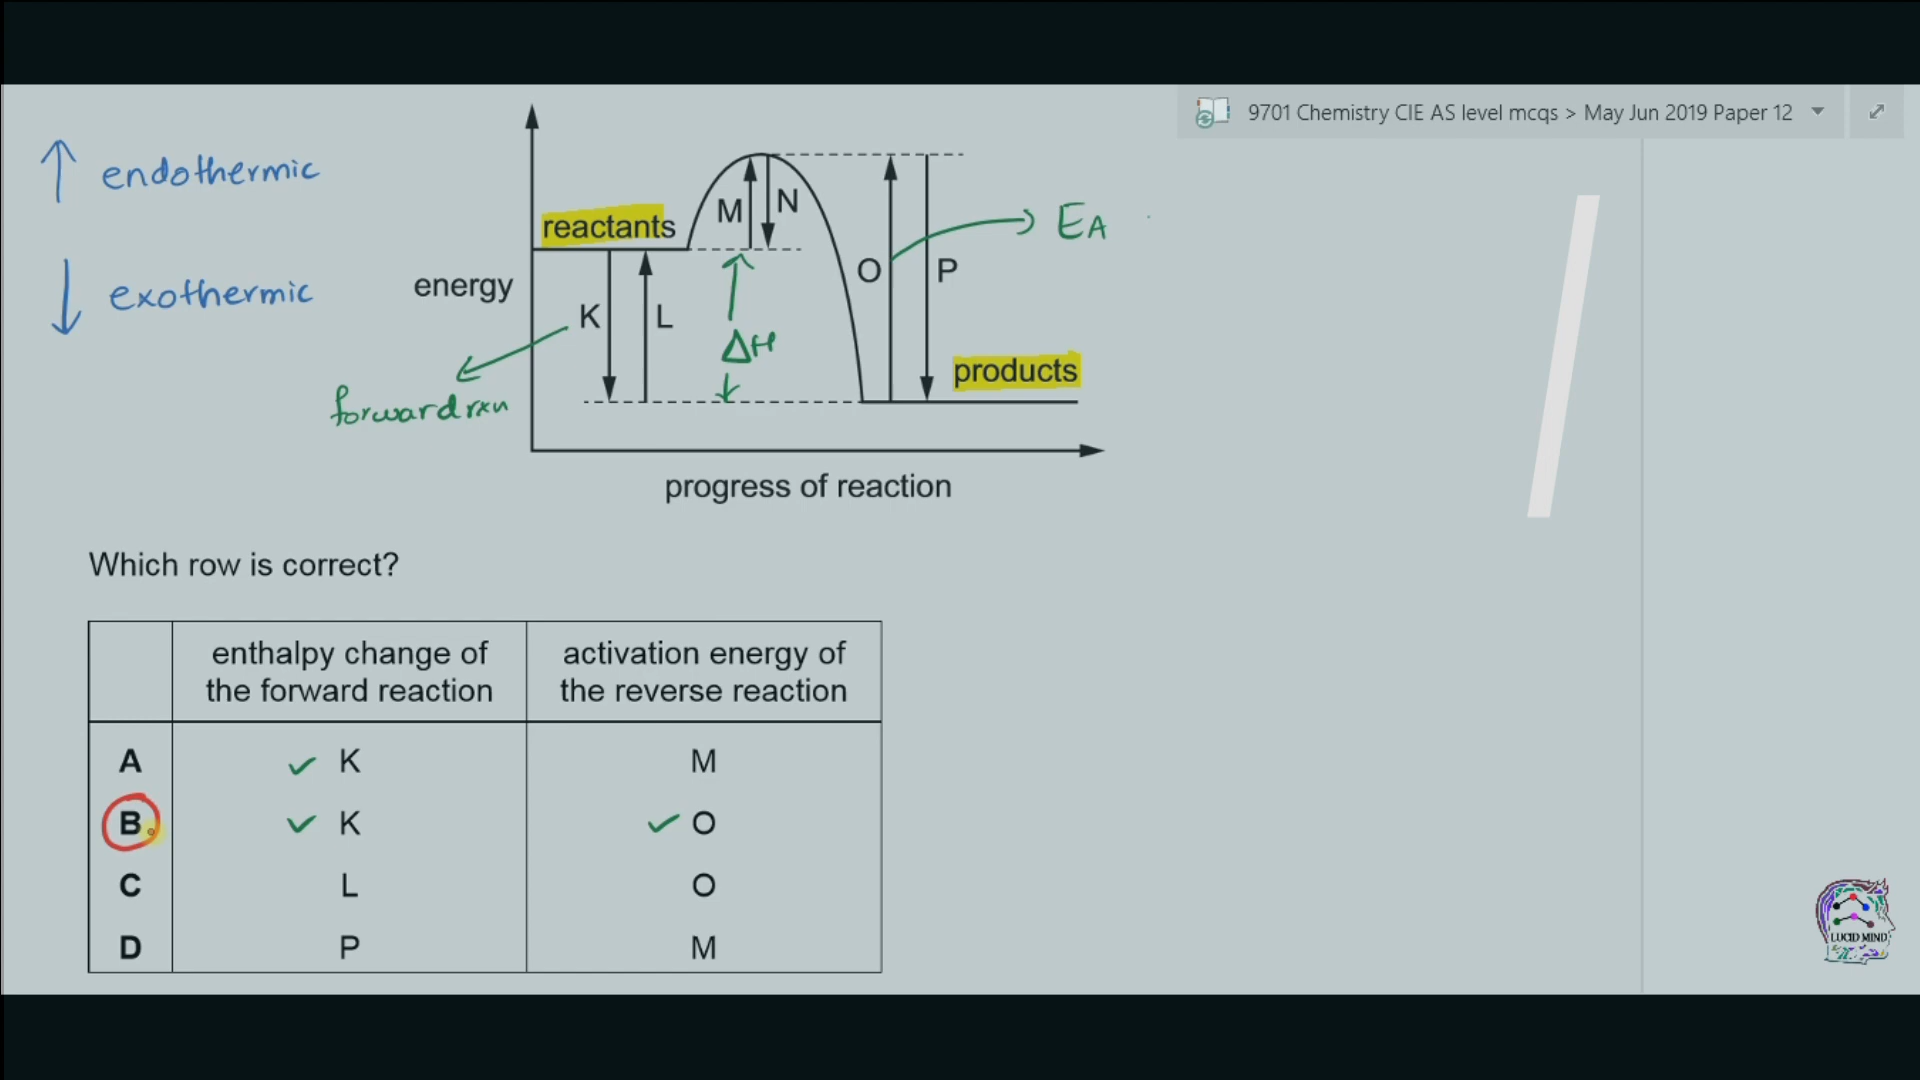 9701 Chemistry CIE AS level mcqs > May Jun 2019 Paper 12
endothermic
exothermic
reactants
M
N
EA
energy
K
L
O
P
ΔH
products
forward rxn
progress of reaction
Which row is correct?
enthalpy change of the forward reaction
activation energy of the reverse reaction
A K M
B K O
C L O
D P M
LUCID MIND